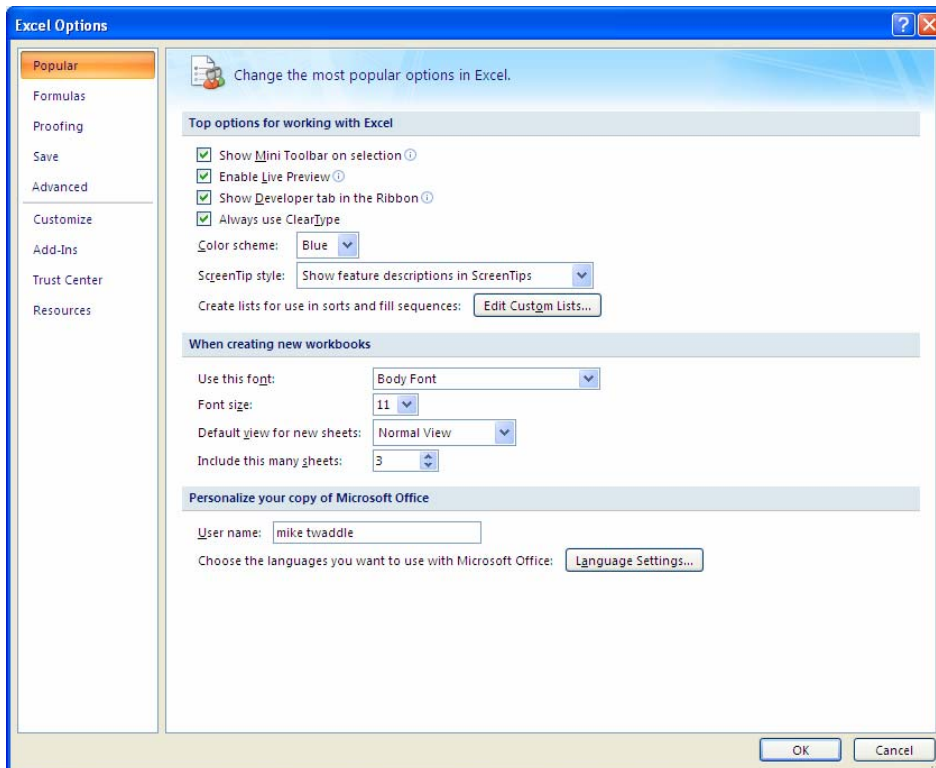 Excel Options
Popular
Formulas
Proofing
Save
Advanced
Customize
Add-Ins
Trust Center
Resources
Change the most popular options in Excel.
Top options for working with Excel
Show Mini Toolbar on selection
Enable Live Preview
Show Developer tab in the Ribbon
Always use ClearType
Color scheme: Blue
ScreenTip style: Show feature descriptions in ScreenTips
Create lists for use in sorts and fill sequences: Edit Custom Lists...
When creating new workbooks
Use this font: Body Font
Font size: 11
Default view for new sheets: Normal View
Include this many sheets: 3
Personalize your copy of Microsoft Office
User name: mike twaddle
Choose the languages you want to use with Microsoft Office: Language Settings...
OK Cancel